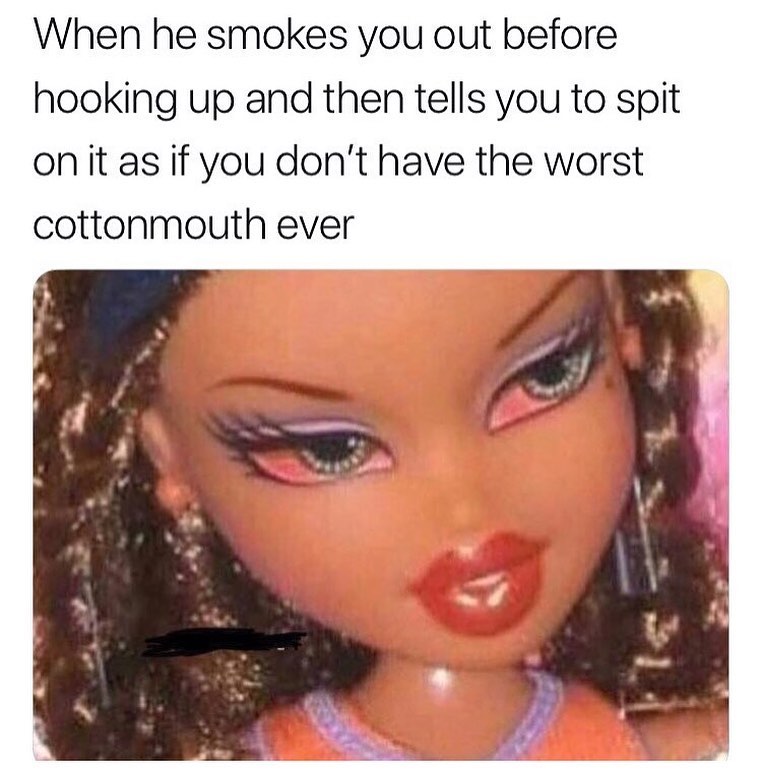 When he smokes you out before
hooking up and then tells you to spit
on it as if you don't have the worst
cottonmouth ever